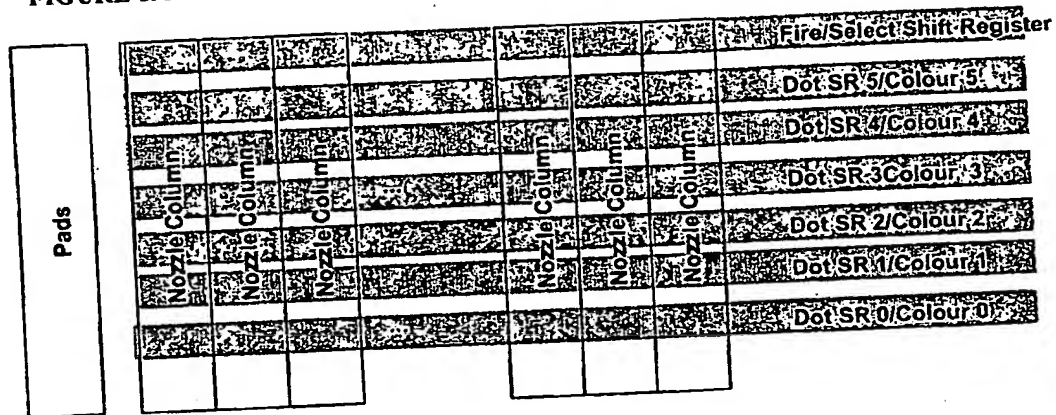 FIGURE
Pads
Fire/Select Shift Register
Dot SR 5/Colour 5
Dot SR 4/Colour 4
Dot SR 3Colour 3
Dot SR 2/Colour 2
Dot SR 1/Colour 1
Dot SR 0/Colour 0
Nozzle Column
Nozzle Column
Nozzle Column
Nozzle Column
Nozzle Column
Nozzle Column